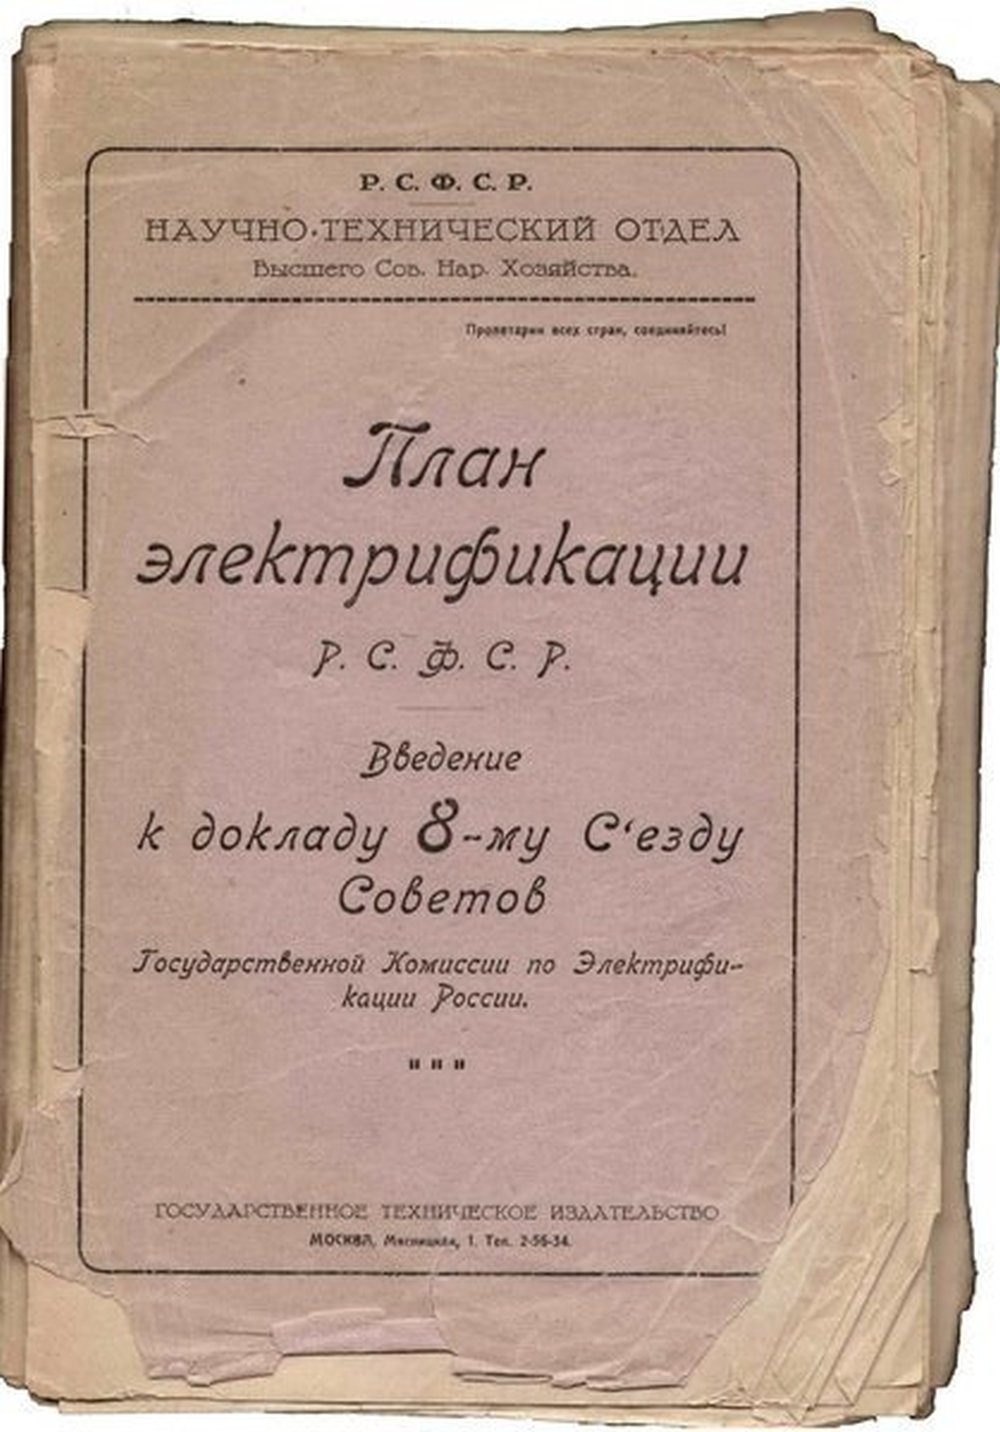 Р. С. Ф. С. Р.
НАУЧНО-ТЕХНИЧЕСКИЙ ОТДЕЛ
Высшего Сов. Нар. Хозяйства.
Пролетарии всех стран, соединяйтесь!
План
электрификации
Р. С. Ф. С. Р.
Введение
к докладу 8-му С‘езду
Советов
Государственной Комиссии по Электрифи-
кации России.
ГОСУДАРСТВЕННОЕ ТЕХНИЧЕСКОЕ ИЗДАТЕЛЬСТВО
МОСКВА, Мясницкая, 1. Тел. 2-56-34.